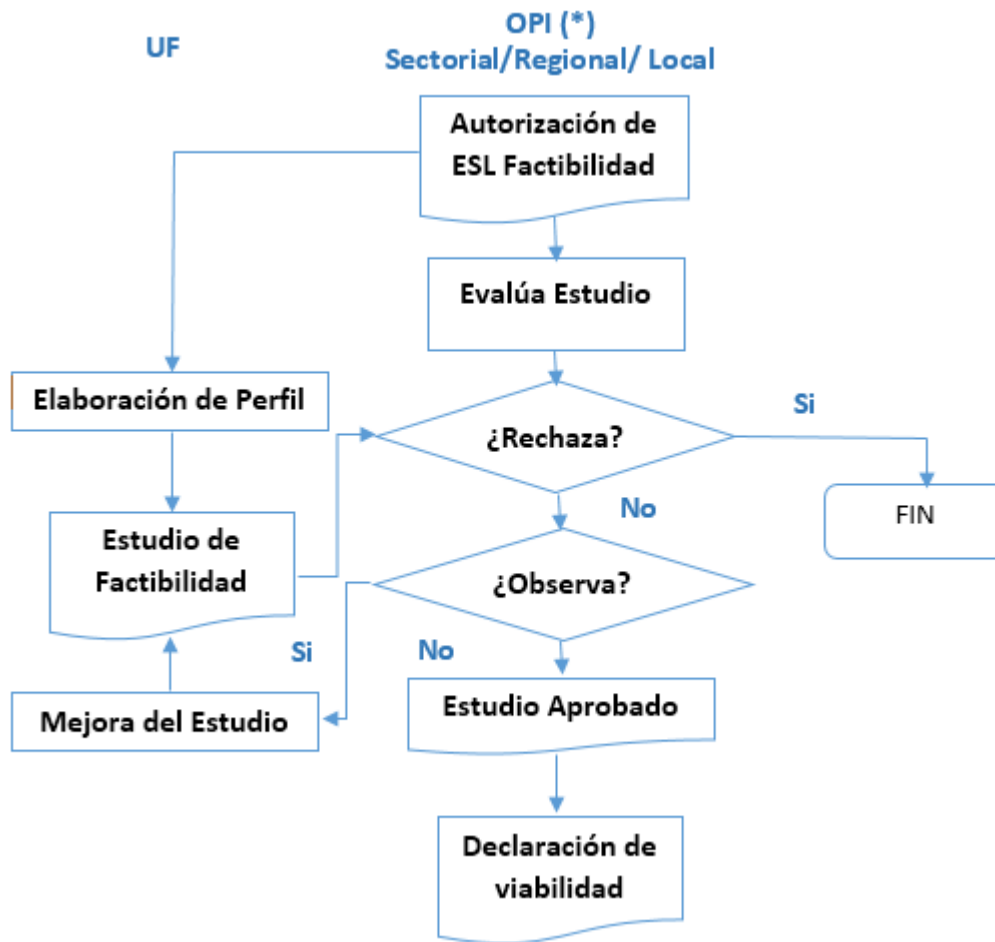 UF
OPI (*)
Sectorial/Regional/ Local
Autorización de
ESL Factibilidad
Evalúa Estudio
Elaboración de Perfil
¿Rechaza?
Si
FIN
No
Estudio de
Factibilidad
¿Observa?
Si
No
Mejora del Estudio
Estudio Aprobado
Declaración de
viabilidad